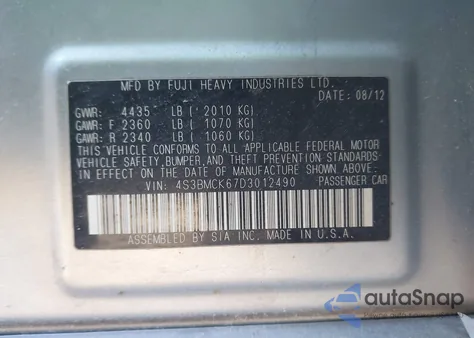 MFD BY FUJI HEAVY INDUSTRIES LTD.
DATE: 08/12
GVWR: 4435 LB ( 2010 KG)
GAWR: F 2360 LB ( 1070 KG)
GAWR: R 2340 LB ( 1060 KG)
THIS VEHICLE CONFORMS TO ALL APPLICABLE FEDERAL MOTOR
VEHICLE SAFETY, BUMPER, AND THEFT PREVENTION STANDARDS
IN EFFECT ON THE DATE OF MANUFACTURE SHOWN ABOVE.
VIN: 4S3BMCK67D3012490 PASSENGER CAR
ASSEMBLED BY SIA INC. MADE IN U.S.A.
autoSnap